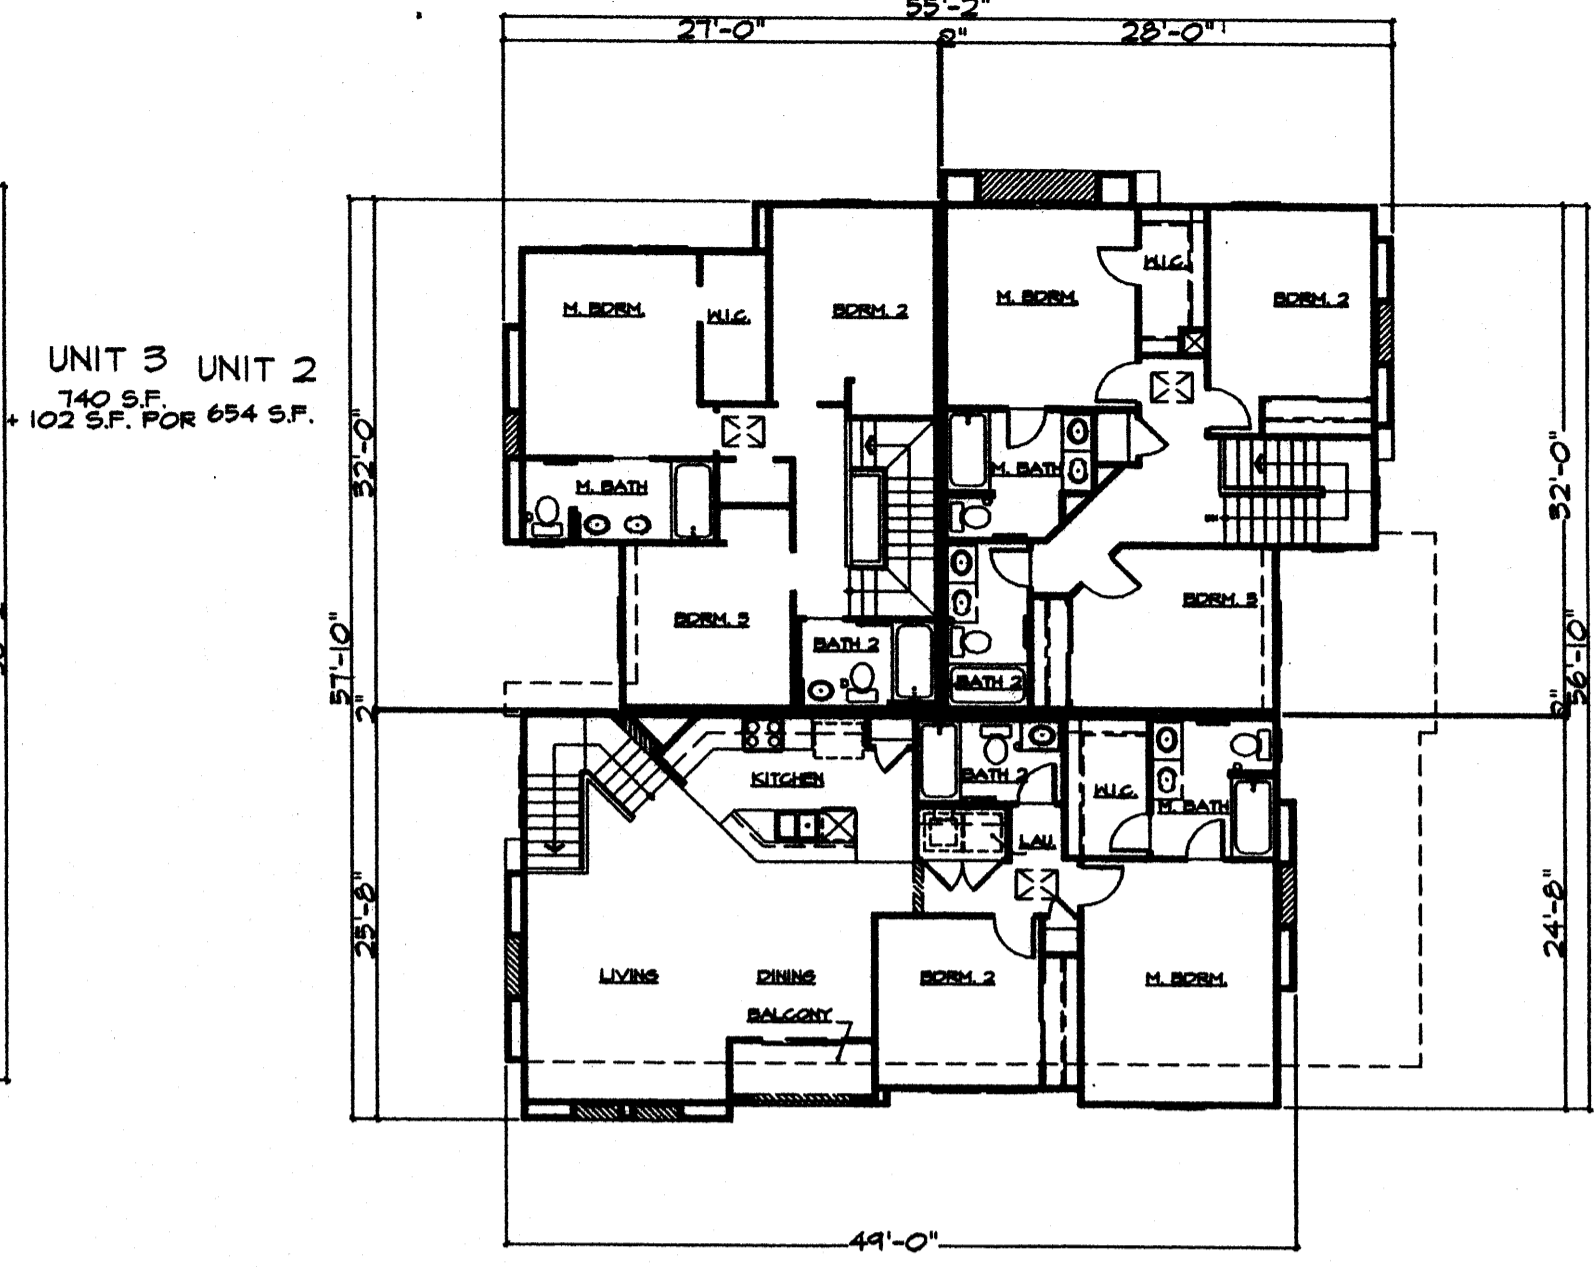 55'-2"
27'-0"
2"
28'-0"
UNIT 3
740 S.F.
+ 102 S.F. POR
UNIT 2
654 S.F.
32'-0"
57'-10"
2"
25'-8"
M. BDRM.
W.I.C.
BDRM. 2
M. BATH
BDRM. 3
BATH 2
M. BDRM.
W.I.C.
BDRM. 2
M. BATH
BDRM. 3
BATH 2
32'-0"
56'-10"
2"
24'-8"
KITCHEN
BATH 2
W.I.C.
M. BATH
LAU.
LIVING
DINING
BALCONY
BDRM. 2
M. BDRM.
49'-0"